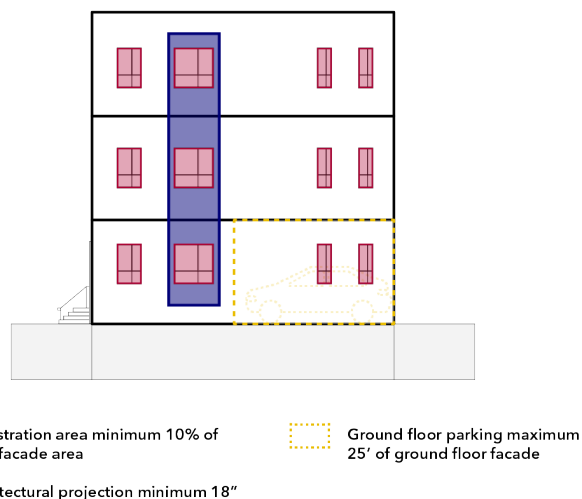 stration area minimum 10% of
facade area
tectural projection minimum 18"
Ground floor parking maximum
25' of ground floor facade